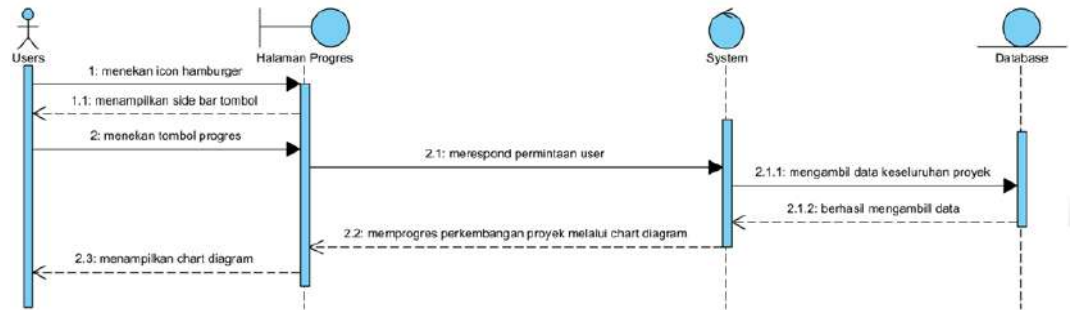 Users
Halaman Progres
System
Database
1: menekan icon hamburger
1.1: menampilkan side bar tombol
2: menekan tombol progres
2.1: merespond permintaan user
2.1.1: mengambil data keseluruhan proyek
2.1.2: berhasil mengambill data
2.2: memprogres perkembangan proyek melalui chart diagram
2.3: menampilkan chart diagram